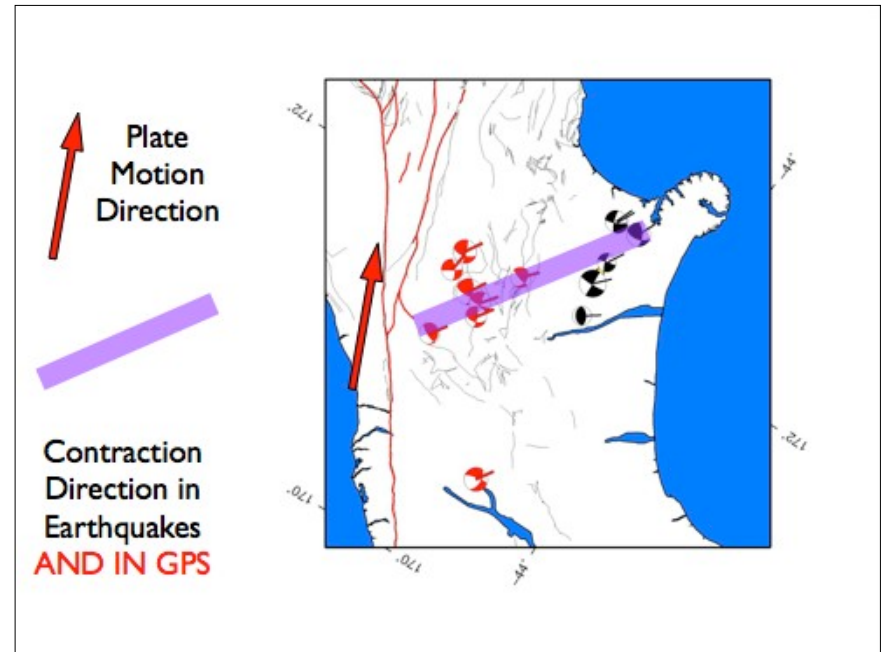 Plate
Motion
Direction
Contraction
Direction in
Earthquakes
AND IN GPS
172°
-44°
172°
170°
170°
-44°